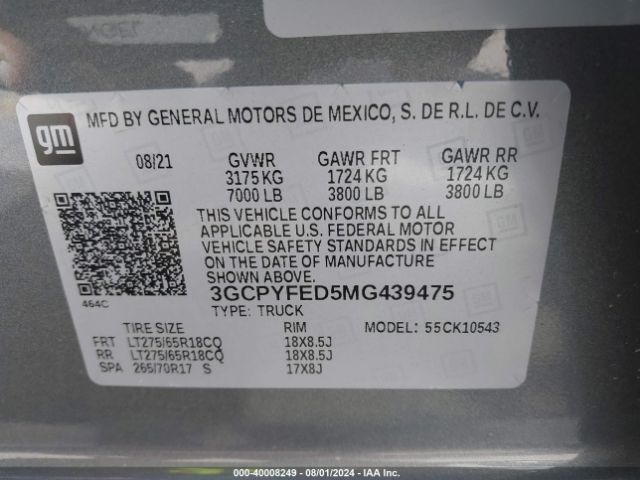 gm
MFD BY GENERAL MOTORS DE MEXICO, S. DE R.L. DE C.V.
08/21 GVWR GAWR FRT GAWR RR
3175 KG 1724 KG 1724 KG
7000 LB 3800 LB 3800 LB
THIS VEHICLE CONFORMS TO ALL
APPLICABLE U.S. FEDERAL MOTOR
VEHICLE SAFETY STANDARDS IN EFFECT
ON THE DATE OF MANUFACTURE
SHOWN ABOVE.
464C
3GCPYFED5MG439475
TYPE: TRUCK
TIRE SIZE RIM MODEL: 55CK10543
FRT LT275/65R18CQ 18X8.5J
RR LT275/65R18CQ 18X8.5J
SPA 265/70R17 S 17X8J
000-40008249 - 08/01/2024 - IAA.com